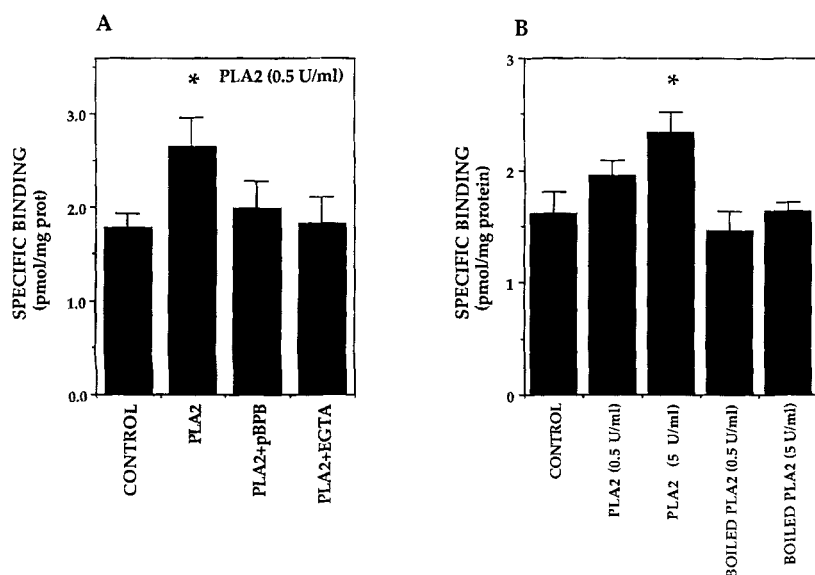 A
* PLA2 (0.5 U/ml)
SPECIFIC BINDING
(pmol/mg prot)
3.0
2.0
1.0
0.0
CONTROL
PLA2
PLA2+pBPB
PLA2+EGTA
B
*
SPECIFIC BINDING
(pmol/mg protein)
3
2
1
0
CONTROL
PLA2 (0.5 U/ml)
PLA2 (5 U/ml)
BOILED PLA2 (0.5 U/ml)
BOILED PLA2 (5 U/ml)